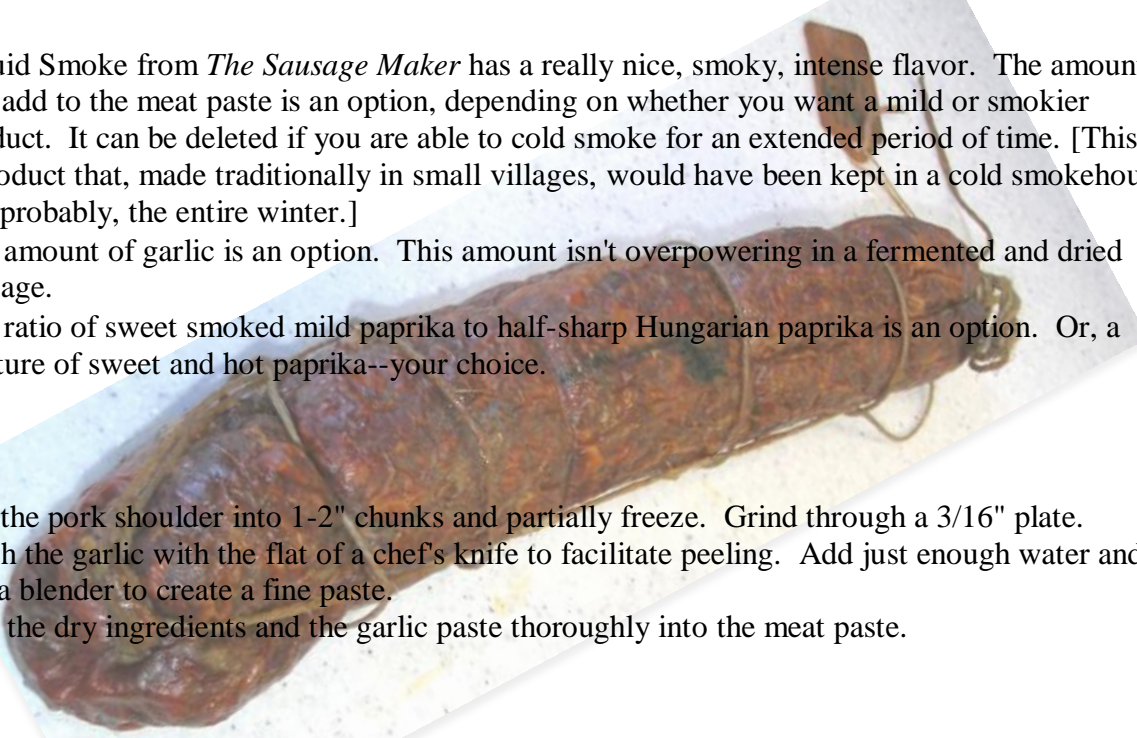 uid Smoke from The Sausage Maker has a really nice, smoky, intense flavor. The amount
add to the meat paste is an option, depending on whether you want a mild or smokier
duct. It can be deleted if you are able to cold smoke for an extended period of time. [This
oduct that, made traditionally in small villages, would have been kept in a cold smokehou
probably, the entire winter.]
amount of garlic is an option. This amount isn't overpowering in a fermented and dried
age.
ratio of sweet smoked mild paprika to half-sharp Hungarian paprika is an option. Or, a
ture of sweet and hot paprika--your choice.
the pork shoulder into 1-2" chunks and partially freeze. Grind through a 3/16" plate.
h the garlic with the flat of a chef's knife to facilitate peeling. Add just enough water and
a blender to create a fine paste.
the dry ingredients and the garlic paste thoroughly into the meat paste.